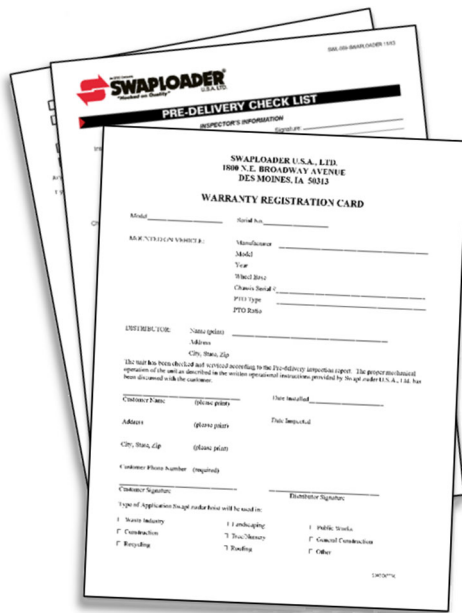 SWAPLOADER
U.S.A. LTD.
"Hooked on Quality"
PRE-DELIVERY CHECK LIST
INSPECTOR'S INFORMATION
Signature:
SWAPLOADER U.S.A., LTD.
1800 N.E. BROADWAY AVENUE
DES MOINES, IA 50313
WARRANTY REGISTRATION CARD
Model Serial No.
MOUNTED ON VEHICLE: Manufacturer
Model
Year
Wheel Base
Chassis Serial #
PTO Type
PTO Ratio
DISTRIBUTOR: Name (print)
Address
City, State, Zip
The unit has been checked and serviced according to the Pre-delivery inspection report. The proper mechanical
operation of the unit as described in the written operational instructions provided by SwapLoader U.S.A., Ltd. has
been discussed with the customer.
Customer Name (please print) Date Installed
Address (please print) Date Inspected
City, State, Zip (please print)
Customer Phone Number (required)
Customer Signature Distributor Signature
Type of Application SwapLoader hoist will be used in:
Waste Industry Landscaping Public Works
Construction Tree/Nursery General Construction
Recycling Roofing Other